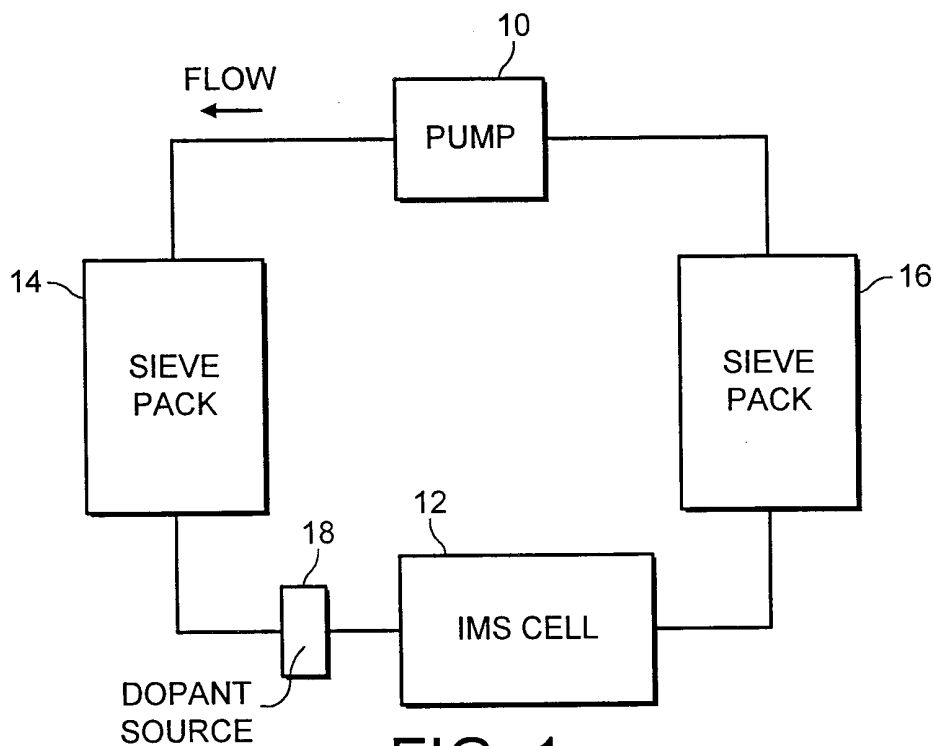 10
FLOW
PUMP
14
16
SIEVE
PACK
SIEVE
PACK
12
18
IMS CELL
DOPANT
SOURCE
FIG. 1